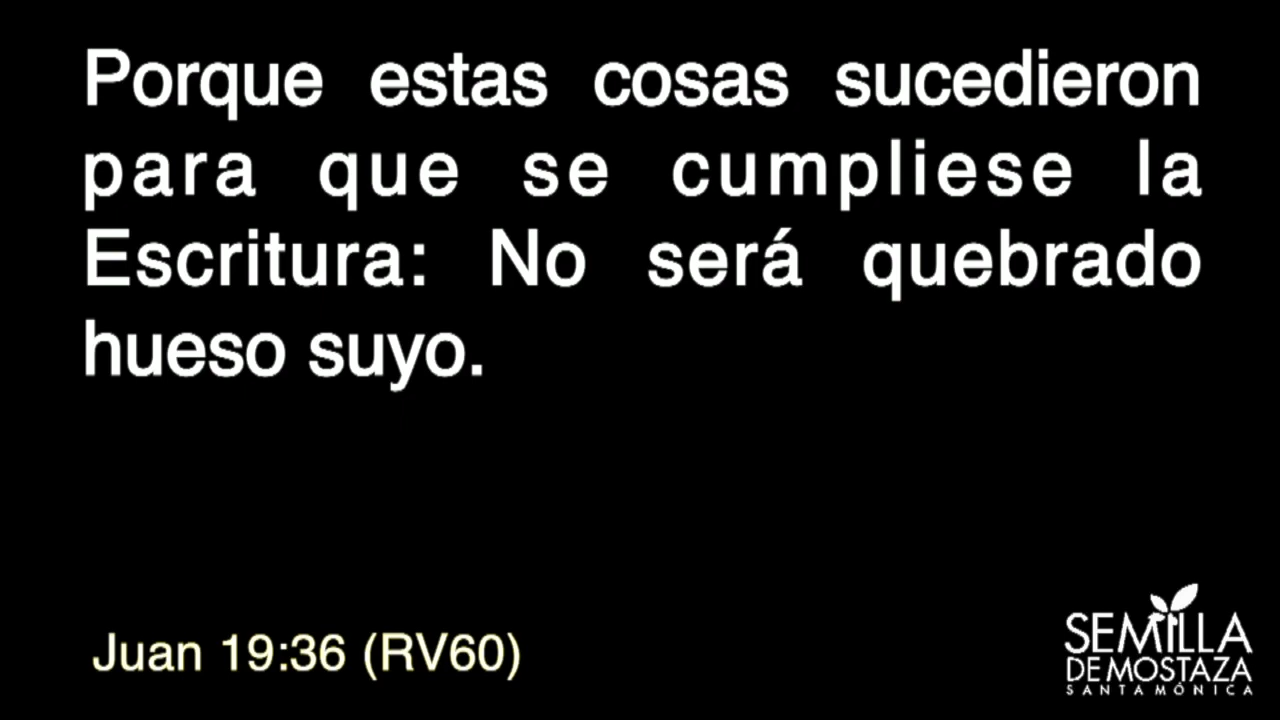 Porque estas cosas sucedieron
para que se cumpliese la
Escritura: No será quebrado
hueso suyo.
Juan 19:36 (RV60)
SEMILLA
DE MOSTAZA
SANTA MÓNICA